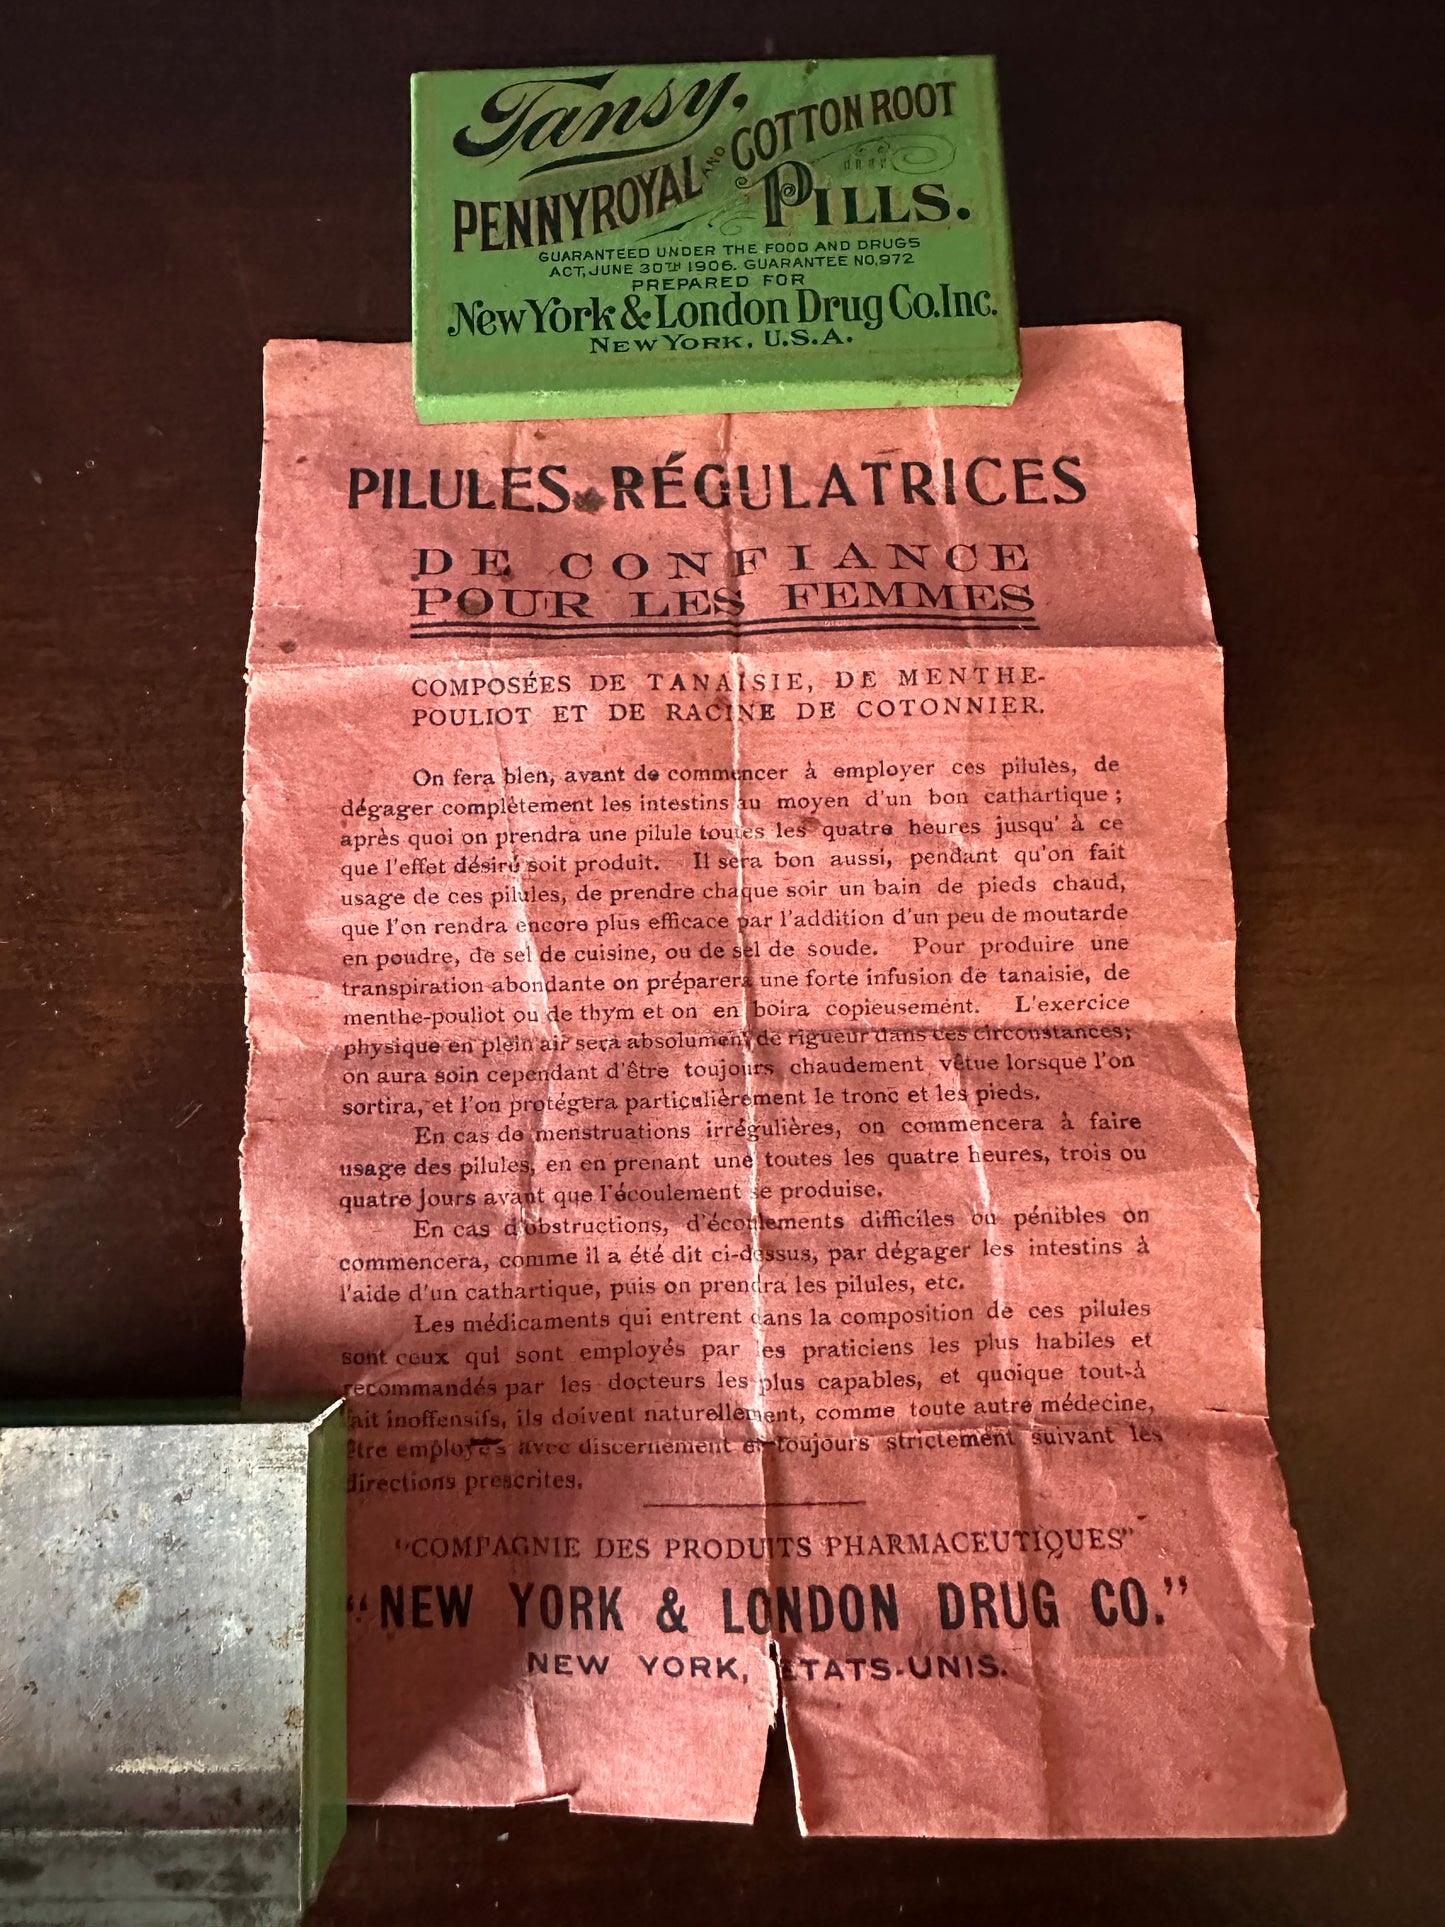 Tansy,
PENNYROYAL AND COTTON ROOT
PILLS.
GUARANTEED UNDER THE FOOD AND DRUGS
ACT, JUNE 30TH 1906. GUARANTEE NO. 972
PREPARED FOR
New York & London Drug Co. Inc.
NEW YORK, U.S.A.
PILULES RÉGULATRICES
DE CONFIANCE
POUR LES FEMMES
COMPOSÉES DE TANAISIE, DE MENTHE-
POULIOT ET DE RACINE DE COTONNIER.
On fera bien, avant de commencer à employer ces pilules, de
dégager complètement les intestins au moyen d'un bon cathartique ;
après quoi on prendra une pilule toutes les quatre heures jusqu' à ce
que l'effet désiré soit produit. Il sera bon aussi, pendant qu'on fait
usage de ces pilules, de prendre chaque soir un bain de pieds chaud,
que l'on rendra encore plus efficace par l'addition d'un peu de moutarde
en poudre, de sel de cuisine, ou de sel de soude. Pour produire une
transpiration abondante on préparera une forte infusion de tanaisie, de
menthe-pouliot ou de thym et on en boira copieusement. L'exercice
physique en plein air sera absolument de rigueur dans ces circonstances;
on aura soin cependant d'être toujours chaudement vêtue lorsque l'on
sortira, et l'on protégera particulièrement le tronc et les pieds.
En cas de menstruations irrégulières, on commencera à faire
usage des pilules, en en prenant une toutes les quatre heures, trois ou
quatre jours avant que l'écoulement se produise.
En cas d'obstructions, d'écoulements difficiles ou pénibles on
commencera, comme il a été dit ci-dessus, par dégager les intestins à
l'aide d'un cathartique, puis on prendra les pilules, etc.
Les médicaments qui entrent dans la composition de ces pilules
sont ceux qui sont employés par les praticiens les plus habiles et
recommandés par les docteurs les plus capables, et quoique tout-à
fait inoffensifs, ils doivent naturellement, comme toute autre médecine,
être employés avec discernement et toujours strictement suivant les
directions prescrites.
"COMPAGNIE DES PRODUITS PHARMACEUTIQUES"
"NEW YORK & LONDON DRUG CO."
NEW YORK, ETATS-UNIS.